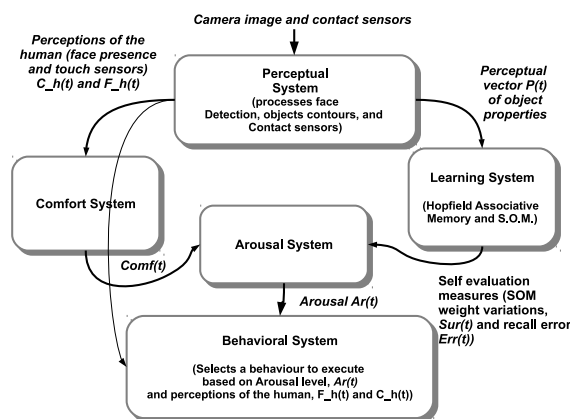 Camera image and contact sensors
Perceptions of the
human (face presence
and touch sensors)
C_h(t) and F_h(t)
Perceptual
System
(processes face
Detection, objects contours, and
Contact sensors)
Perceptual
vector P(t)
of object
properties
Comfort System
Learning System
(Hopfield Associative
Memory and S.O.M.)
Arousal System
Comf(t)
Self evaluation
measures (SOM
weight variations,
Sur(t) and recall error
Err(t))
Arousal Ar(t)
Behavioral System
(Selects a behaviour to execute
based on Arousal level, Ar(t)
and perceptions of the human, F_h(t) and C_h(t))